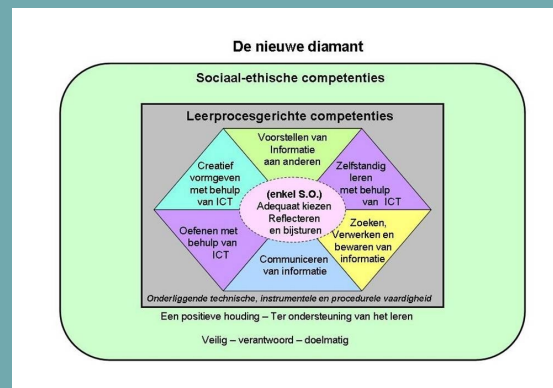 De nieuwe diamant
Sociaal-ethische competenties
Leerprocesgerichte competenties
Voorstellen van
Informatie
aan anderen
Creatief
vormgeven
met behulp
van ICT
Zelfstandig
leren
met behulp
van ICT
(enkel S.O.)
Adequaat kiezen
Reflecteren
en bijsturen
Oefenen met
behulp van
ICT
Zoeken,
Verwerken en
bewaren van
informatie
Communiceren
van informatie
Onderliggende technische, instrumentele en procedurele vaardigheid
Een positieve houding – Ter ondersteuning van het leren
Veilig – verantwoord – doelmatig